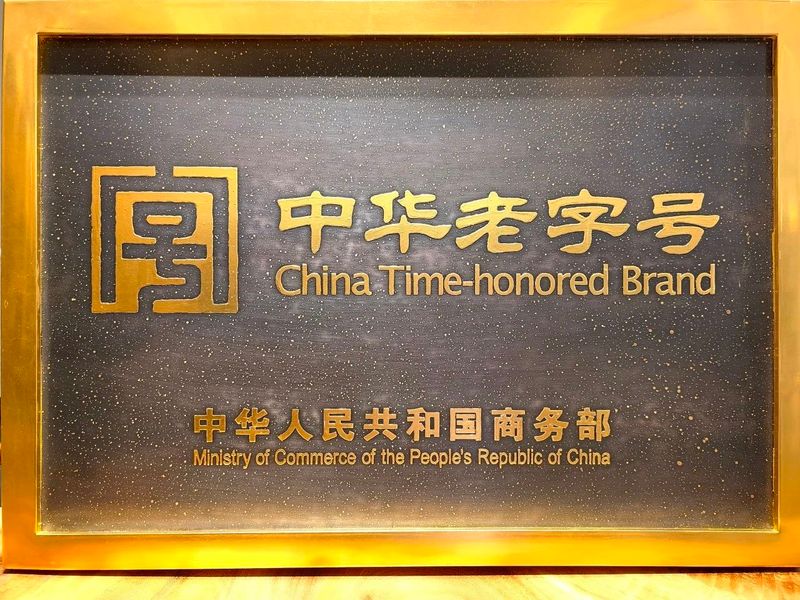 中华老字号
China Time-honored Brand
中华人民共和国商务部
Ministry of Commerce of the People's Republic of China